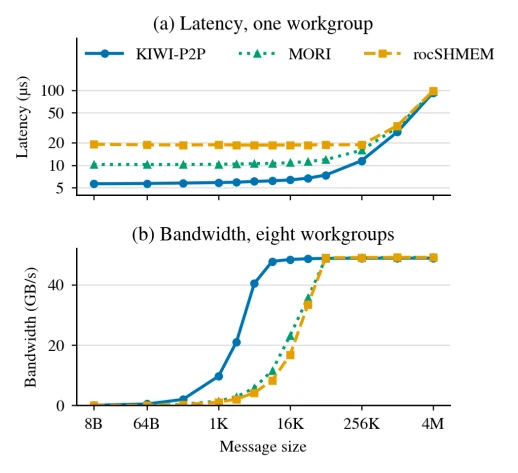 (a) Latency, one workgroup
KIWI-P2P MORI rocSHMEM
Latency (μs)
100
50
20
10
5
(b) Bandwidth, eight workgroups
Bandwidth (GB/s)
40
20
0
8B 64B 1K 16K 256K 4M
Message size